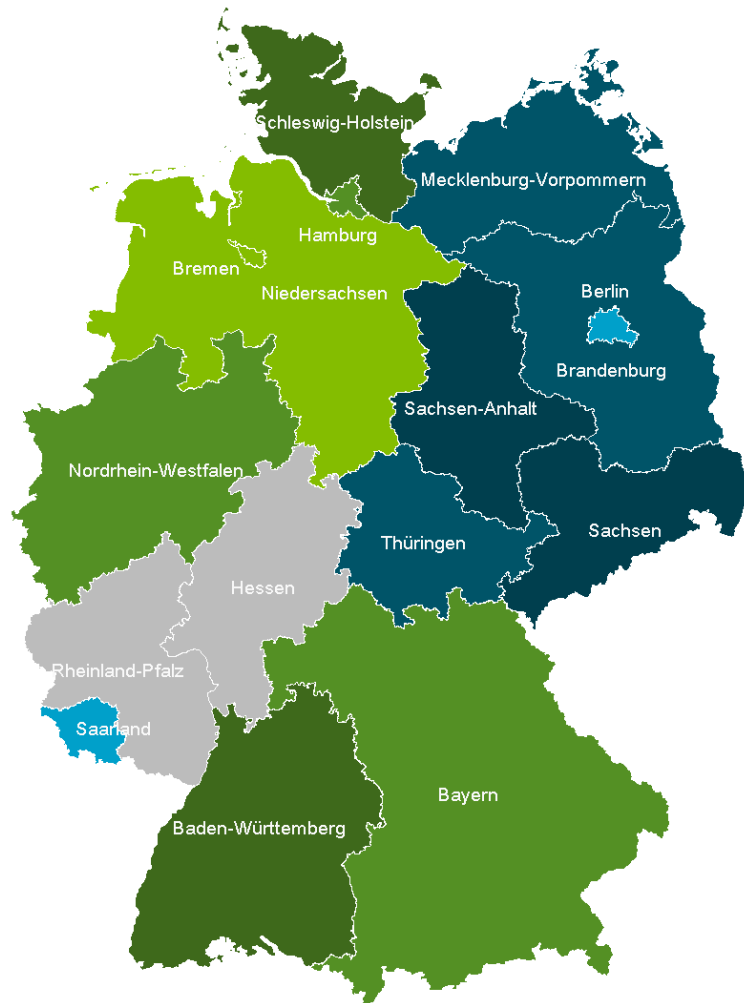 Schleswig-Holstein
Mecklenburg-Vorpommern
Hamburg
Bremen
Niedersachsen
Berlin
Brandenburg
Sachsen-Anhalt
Nordrhein-Westfalen
Sachsen
Thüringen
Hessen
Rheinland-Pfalz
Saarland
Bayern
Baden-Württemberg